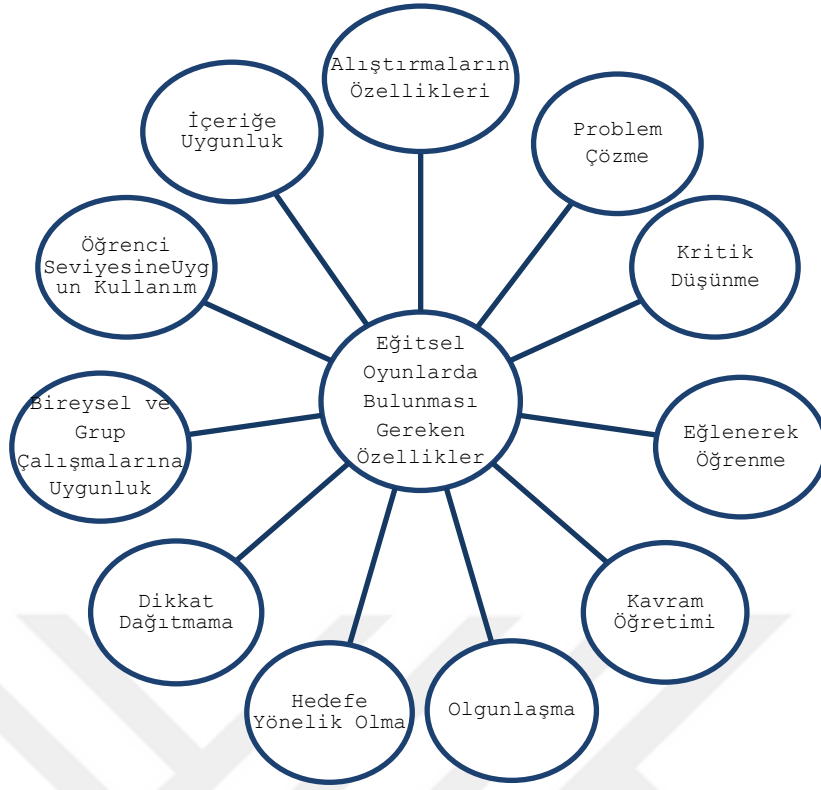 Alıştırmaların
Özellikleri
Problem
Çözme
Kritik
Düşünme
Eğlenerek
Öğrenme
Kavram
Öğretimi
Olgunlaşma
Hedefe
Yönelik Olma
Dikkat
Dağıtmama
Bireysel ve
Grup
Çalışmalarına
Uygunluk
Öğrenci
SeviyesineUyg
un Kullanım
İçeriğe
Uygunluk
Eğitsel
Oyunlarda
Bulunması
Gereken
Özellikler